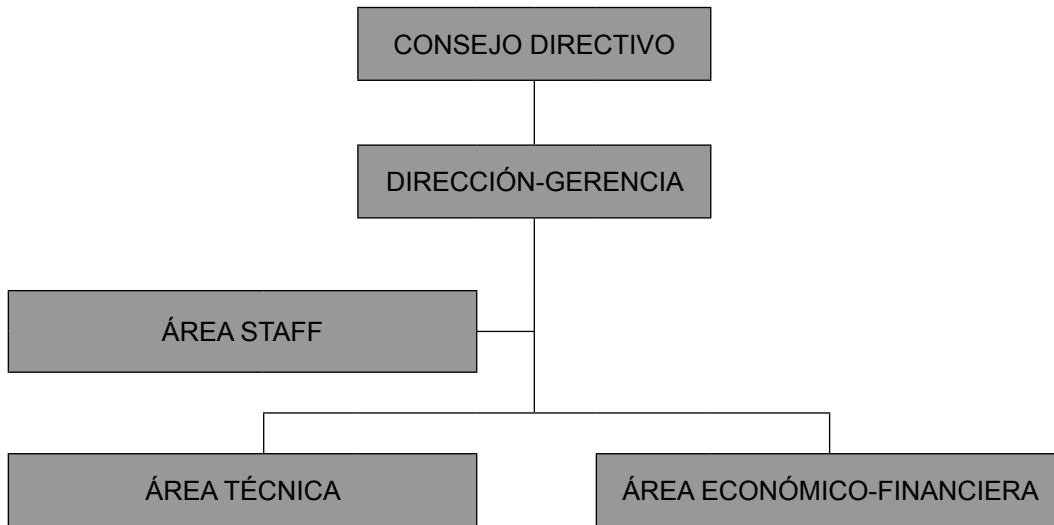 CONSEJO DIRECTIVO
DIRECCIÓN-GERENCIA
ÁREA STAFF
ÁREA TÉCNICA
ÁREA ECONÓMICO-FINANCIERA